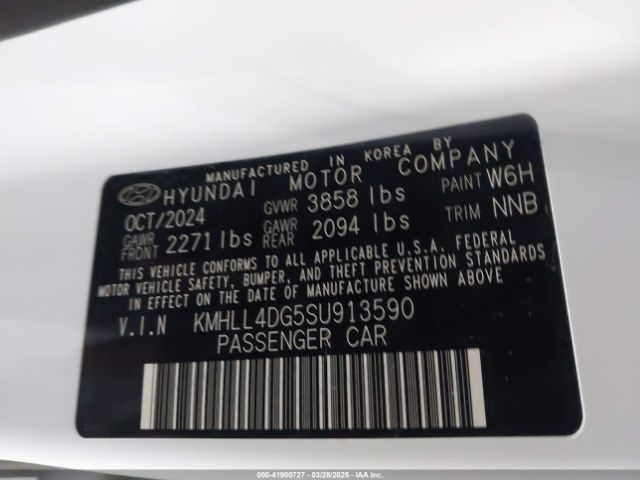 MANUFACTURED IN KOREA BY
HYUNDAI MOTOR COMPANY
OCT/2024 GVWR 3858 lbs PAINT W6H
GAWR FRONT 2271 lbs GAWR REAR 2094 lbs TRIM NNB
THIS VEHICLE CONFORMS TO ALL APPLICABLE U.S.A. FEDERAL
MOTOR VEHICLE SAFETY, BUMPER, AND THEFT PREVENTION STANDARDS
IN EFFECT ON THE DATE OF MANUFACTURE SHOWN ABOVE
V.I.N KMHLL4DG5SU913590
PASSENGER CAR
000-41900727 - 03/28/2025 - IAAI.COM